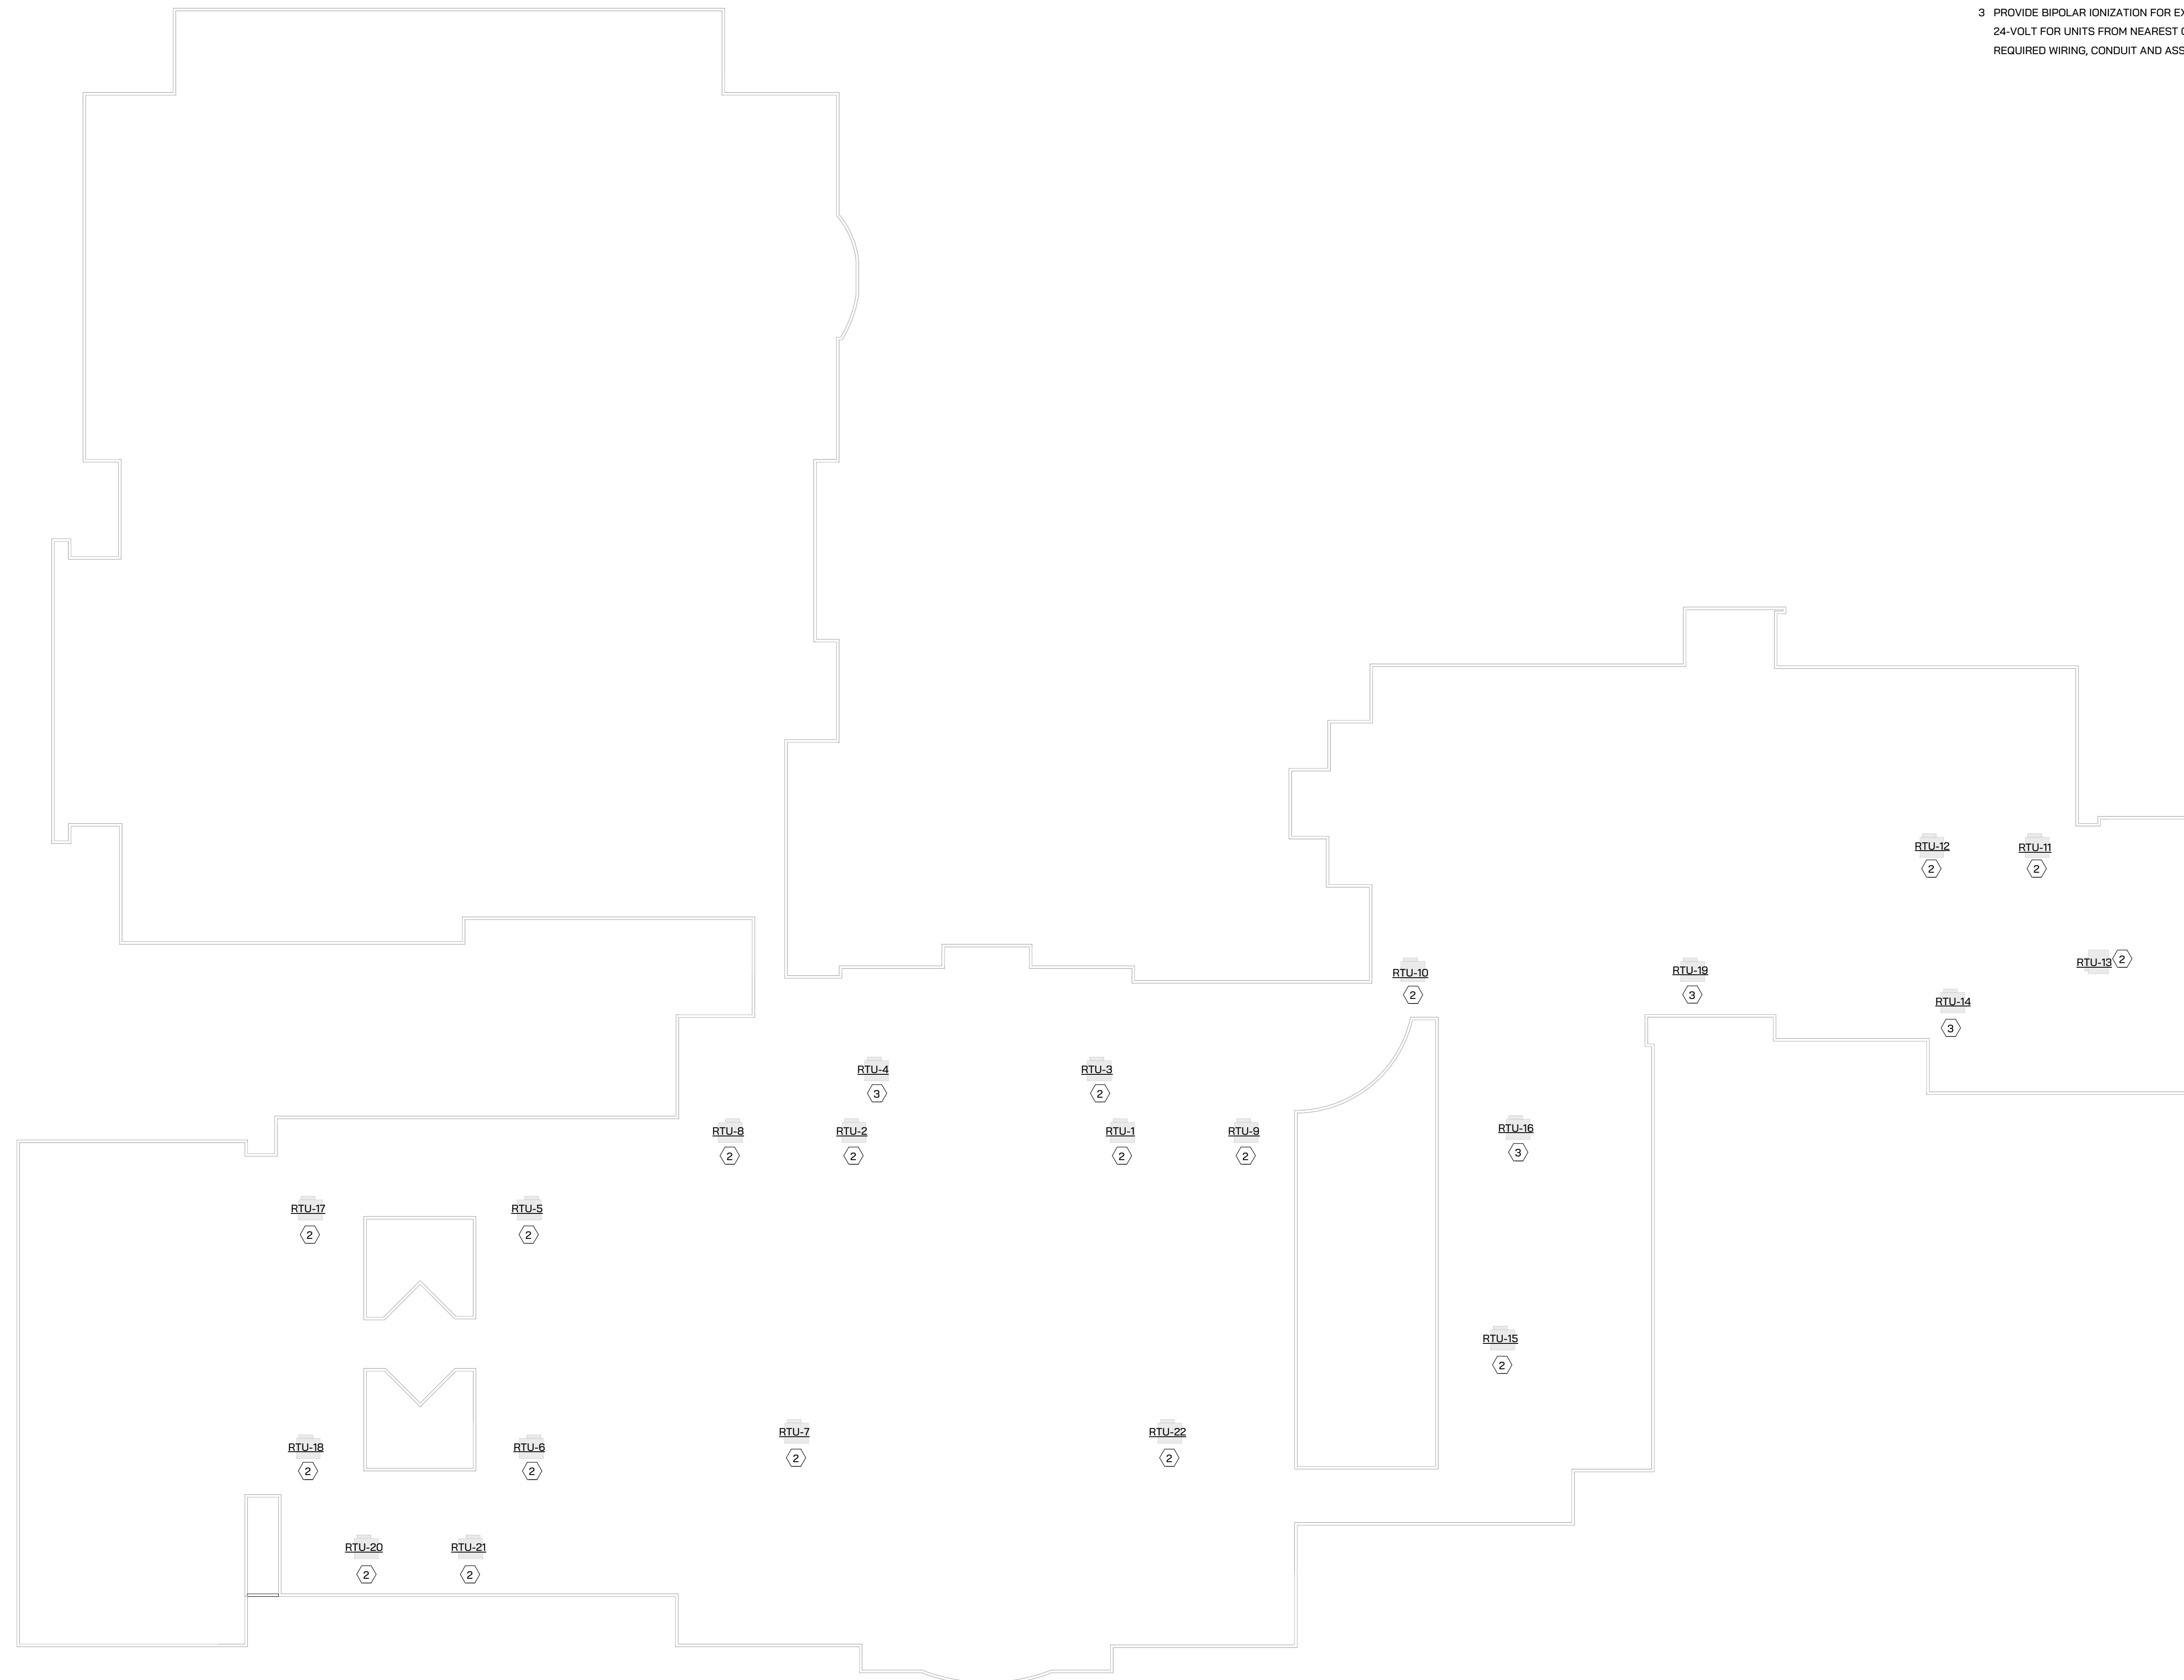 3 PROVIDE BIPOLAR IONIZATION FOR
24-VOLT FOR UNITS FROM NEAREST
REQUIRED WIRING, CONDUIT AND
RTU-12
2
RTU-11
2
RTU-13 2
RTU-10
2
RTU-19
3
RTU-14
3
RTU-4
3
RTU-3
2
RTU-8
2
RTU-2
2
RTU-1
2
RTU-9
2
RTU-16
3
RTU-17
2
RTU-5
2
RTU-15
2
RTU-7
2
RTU-22
2
RTU-18
2
RTU-6
2
RTU-20
2
RTU-21
2